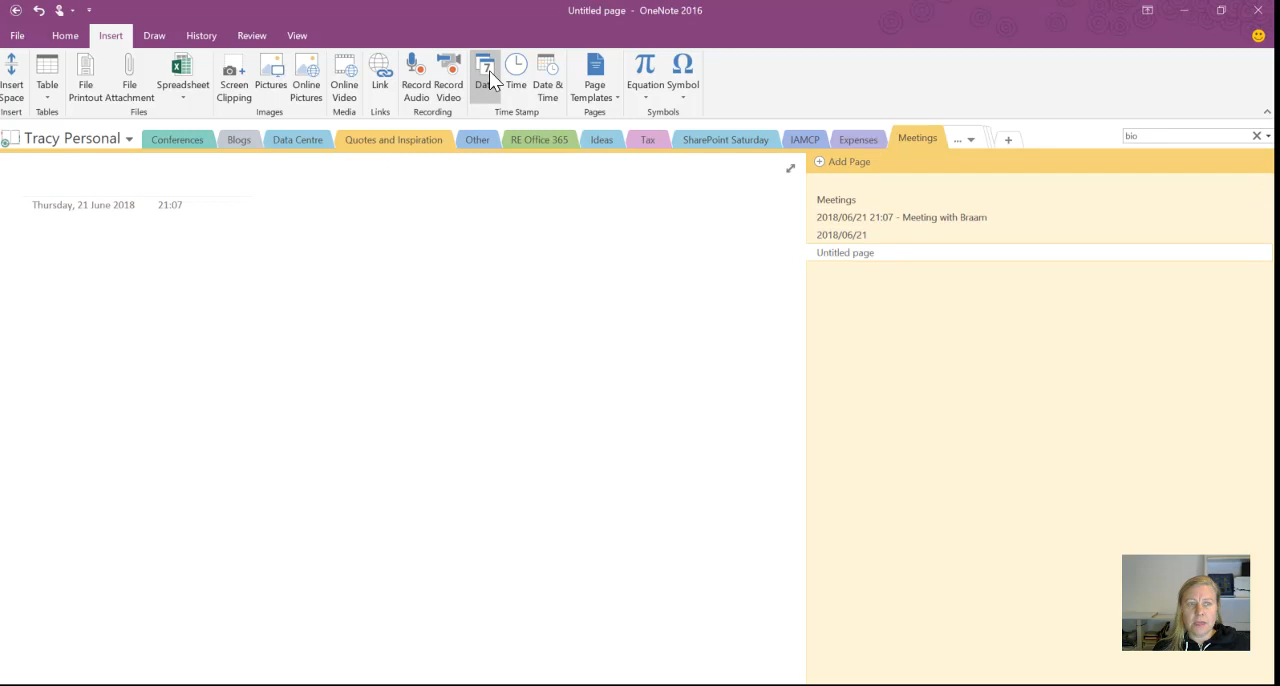 Untitled page - OneNote 2016
File Home Insert Draw History Review View
Insert Space
Table
File Printout
File Attachment
Spreadsheet
Screen Clipping
Pictures
Online Pictures
Online Video
Link
Record Audio
Record Video
Time
Date & Time
Page Templates
Equation
Symbol
Insert Tables Files Images Media Links Recording Time Stamp Pages Symbols
Tracy Personal Conferences Blogs Data Centre Quotes and Inspiration Other RE Office 365 Ideas Tax SharePoint Saturday IAMCP Expenses Meetings ... + bio
Add Page
Thursday, 21 June 2018 21:07
Meetings
2018/06/21 21:07 - Meeting with Braam
2018/06/21
Untitled page